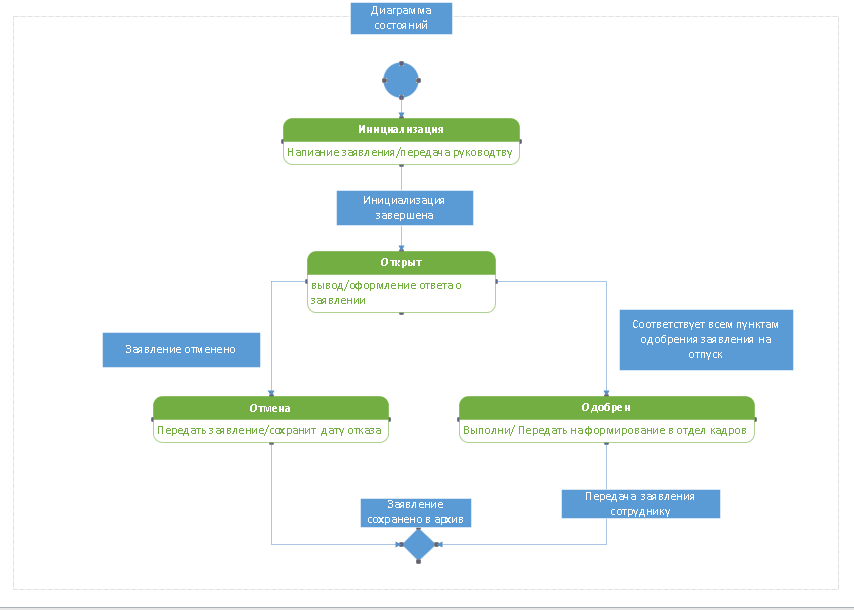 Диаграмма
состояний
Инициализация
Напиание заявления/передача руководтву
Инициализация
завершена
Открыт
вывод/оформление ответа о
заявлении
Заявление отменено
Соответствует всем пунктам
одобрения заявления на
отпуск
Отмена
Передать заявление/сохранит дату отказа
Одобрен
Выполни/ Передать на формирование в отдел кадров
Заявление
сохранено в архив
Передача заявления
сотруднику